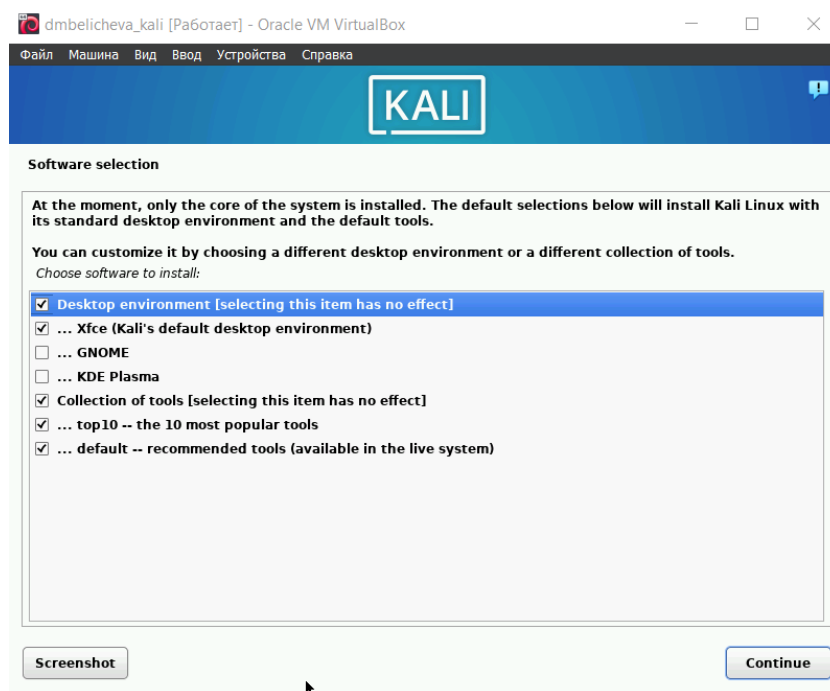 dmbelicheva_kali [Работает] - Oracle VM VirtualBox
Файл Машина Вид Ввод Устройства Справка
KALI
Software selection
At the moment, only the core of the system is installed. The default selections below will install Kali Linux with
its standard desktop environment and the default tools.
You can customize it by choosing a different desktop environment or a different collection of tools.
Choose software to install:
Desktop environment [selecting this item has no effect]
... Xfce (Kali's default desktop environment)
... GNOME
... KDE Plasma
Collection of tools [selecting this item has no effect]
... top10 -- the 10 most popular tools
... default -- recommended tools (available in the live system)
Screenshot Continue